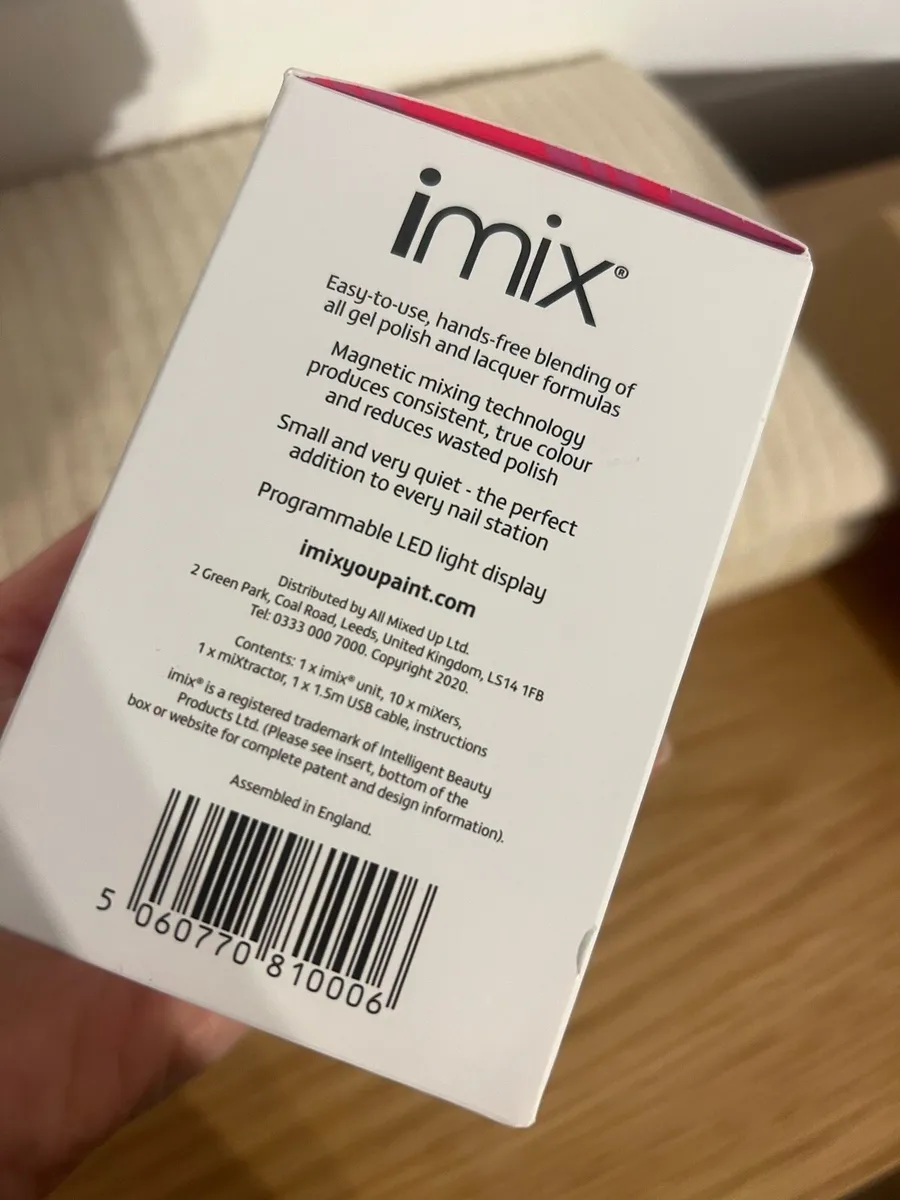 imix®
Easy-to-use, hands-free blending of
all gel polish and lacquer formulas
Magnetic mixing technology
produces consistent, true colour
and reduces wasted polish
Small and very quiet - the perfect
addition to every nail station
Programmable LED light display
imixyoupaint.com
Distributed by All Mixed Up Ltd.
2 Green Park, Coal Road, Leeds, United Kingdom, LS14 1FB
Tel: 0333 000 7000. Copyright 2020.
Contents: 1 x imix® unit, 10 x miXers,
1 x miXtractor, 1 x 1.5m USB cable, instructions
imix® is a registered trademark of Intelligent Beauty
Products Ltd. (Please see insert, bottom of the
box or website for complete patent and design information).
Assembled in England.
5 060770 810006